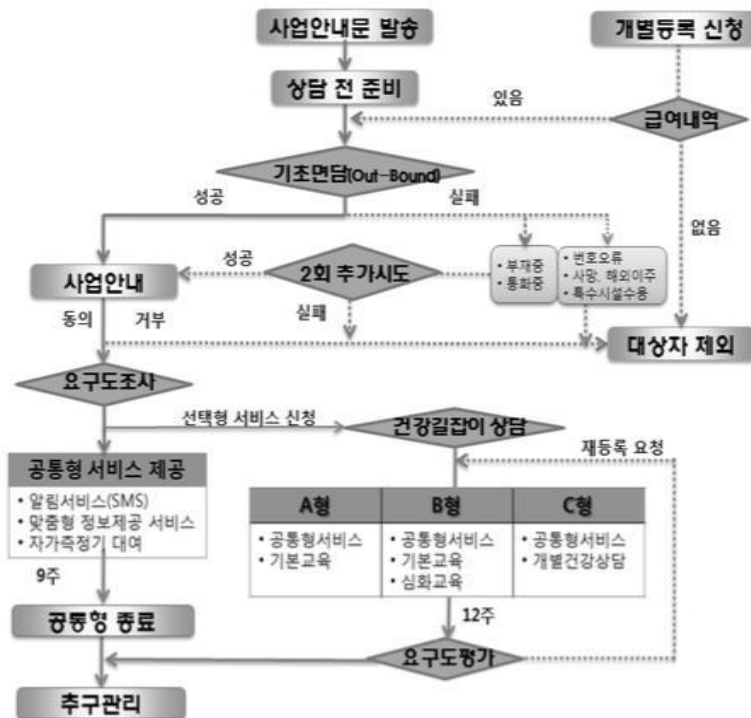 사업안내문 발송
개별등록 신청
상담 전 준비
있음
급여내역
기초면담(Out-Bound)
성공
실패
없음
사업안내
성공
2회 추가시도
• 부재중
• 통화중
• 번호오류
• 사망, 해외이주
• 특수시설수용
동의
거부
실패
대상자 제외
요구도조사
선택형 서비스 신청
건강길잡이 상담
재등록 요청
공통형 서비스 제공
• 알림서비스(SMS)
• 맞춤형 정보제공 서비스
• 자가측정기 대여
A형
B형
C형
• 공통형서비스
• 기본교육
• 공통형서비스
• 기본교육
• 심화교육
• 공통형서비스
• 개별건강상담
9주
12주
공통형 종료
요구도평가
추구관리